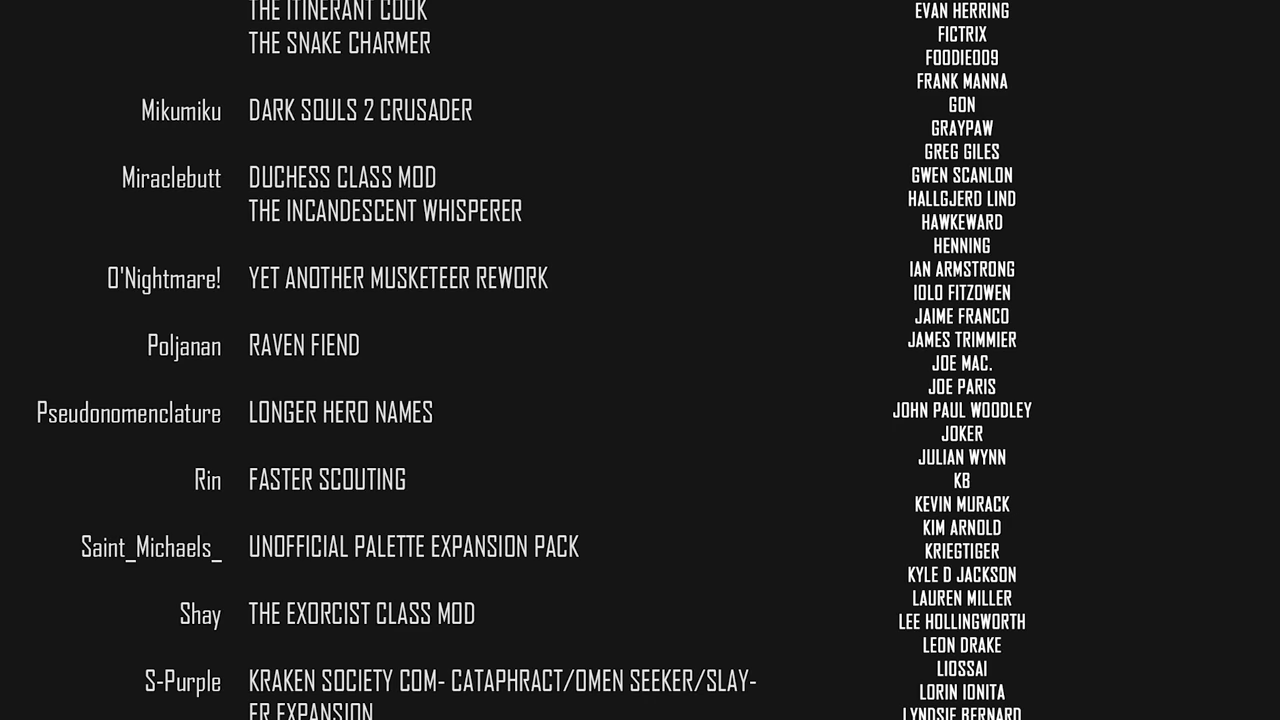 THE ITINERANT COOK
THE SNAKE CHARMER
Mikumiku DARK SOULS 2 CRUSADER
Miraclebutt DUCHESS CLASS MOD
THE INCANDESCENT WHISPERER
O'Nightmare! YET ANOTHER MUSKETEER REWORK
Poljanan RAVEN FIEND
Pseudonomenclature LONGER HERO NAMES
Rin FASTER SCOUTING
Saint_Michaels_ UNOFFICIAL PALETTE EXPANSION PACK
Shay THE EXORCIST CLASS MOD
S-Purple KRAKEN SOCIETY COM- CATAPHRACT/OMEN SEEKER/SLAY-
ER EXPANSION
EVAN HERRING
FICTRIX
FOODIE009
FRANK MANNA
GON
GRAYPAW
GREG GILES
GWEN SCANLON
HALLGJERD LIND
HAWKEWARD
HENNING
IAN ARMSTRONG
IOLO FITZOWEN
JAIME FRANCO
JAMES TRIMMIER
JOE MAC.
JOE PARIS
JOHN PAUL WOODLEY
JOKER
JULIAN WYNN
KB
KEVIN MURACK
KIM ARNOLD
KRIEGTIGER
KYLE D JACKSON
LAUREN MILLER
LEE HOLLINGWORTH
LEON DRAKE
LIOSSAI
LORIN IONITA
LYNDSIE BERNARD